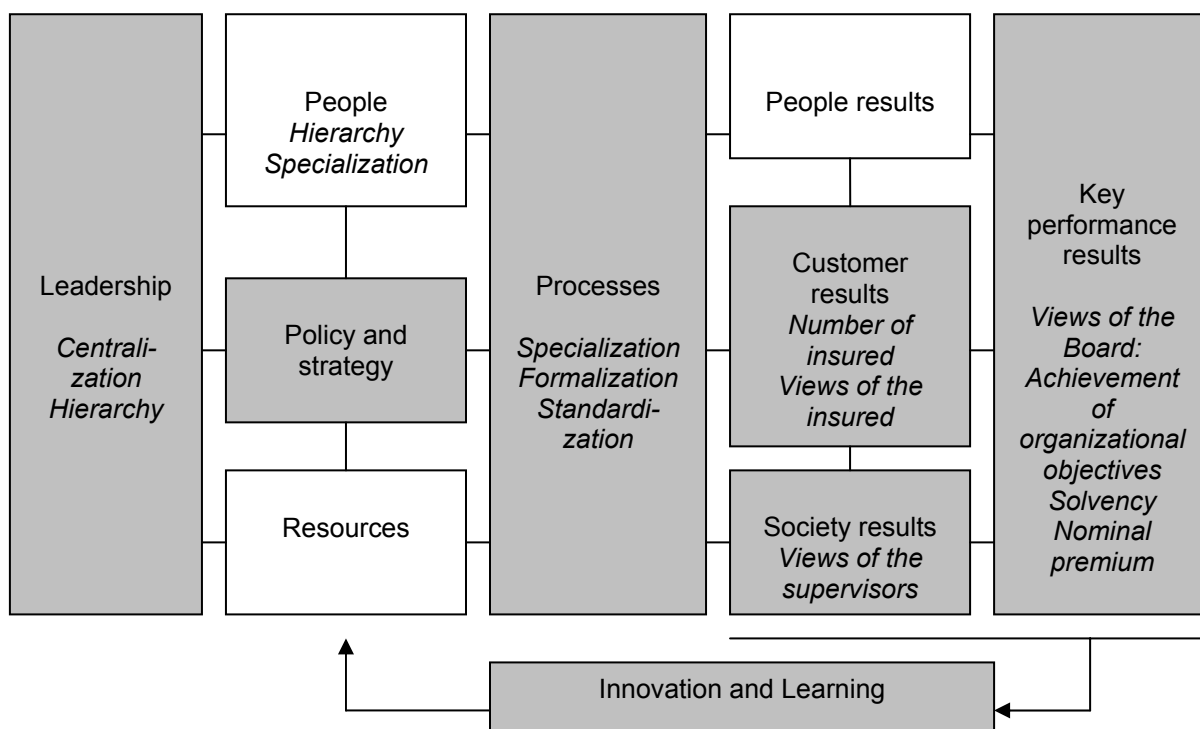 Leadership
Centrali-
zation
Hierarchy
People
Hierarchy
Specialization
Policy and
strategy
Resources
Processes
Specialization
Formalization
Standardi-
zation
People results
Customer
results
Number of
insured
Views of the
insured
Society results
Views of the
supervisors
Key
performance
results
Views of the
Board:
Achievement
of
organizational
objectives
Solvency
Nominal
premium
Innovation and Learning